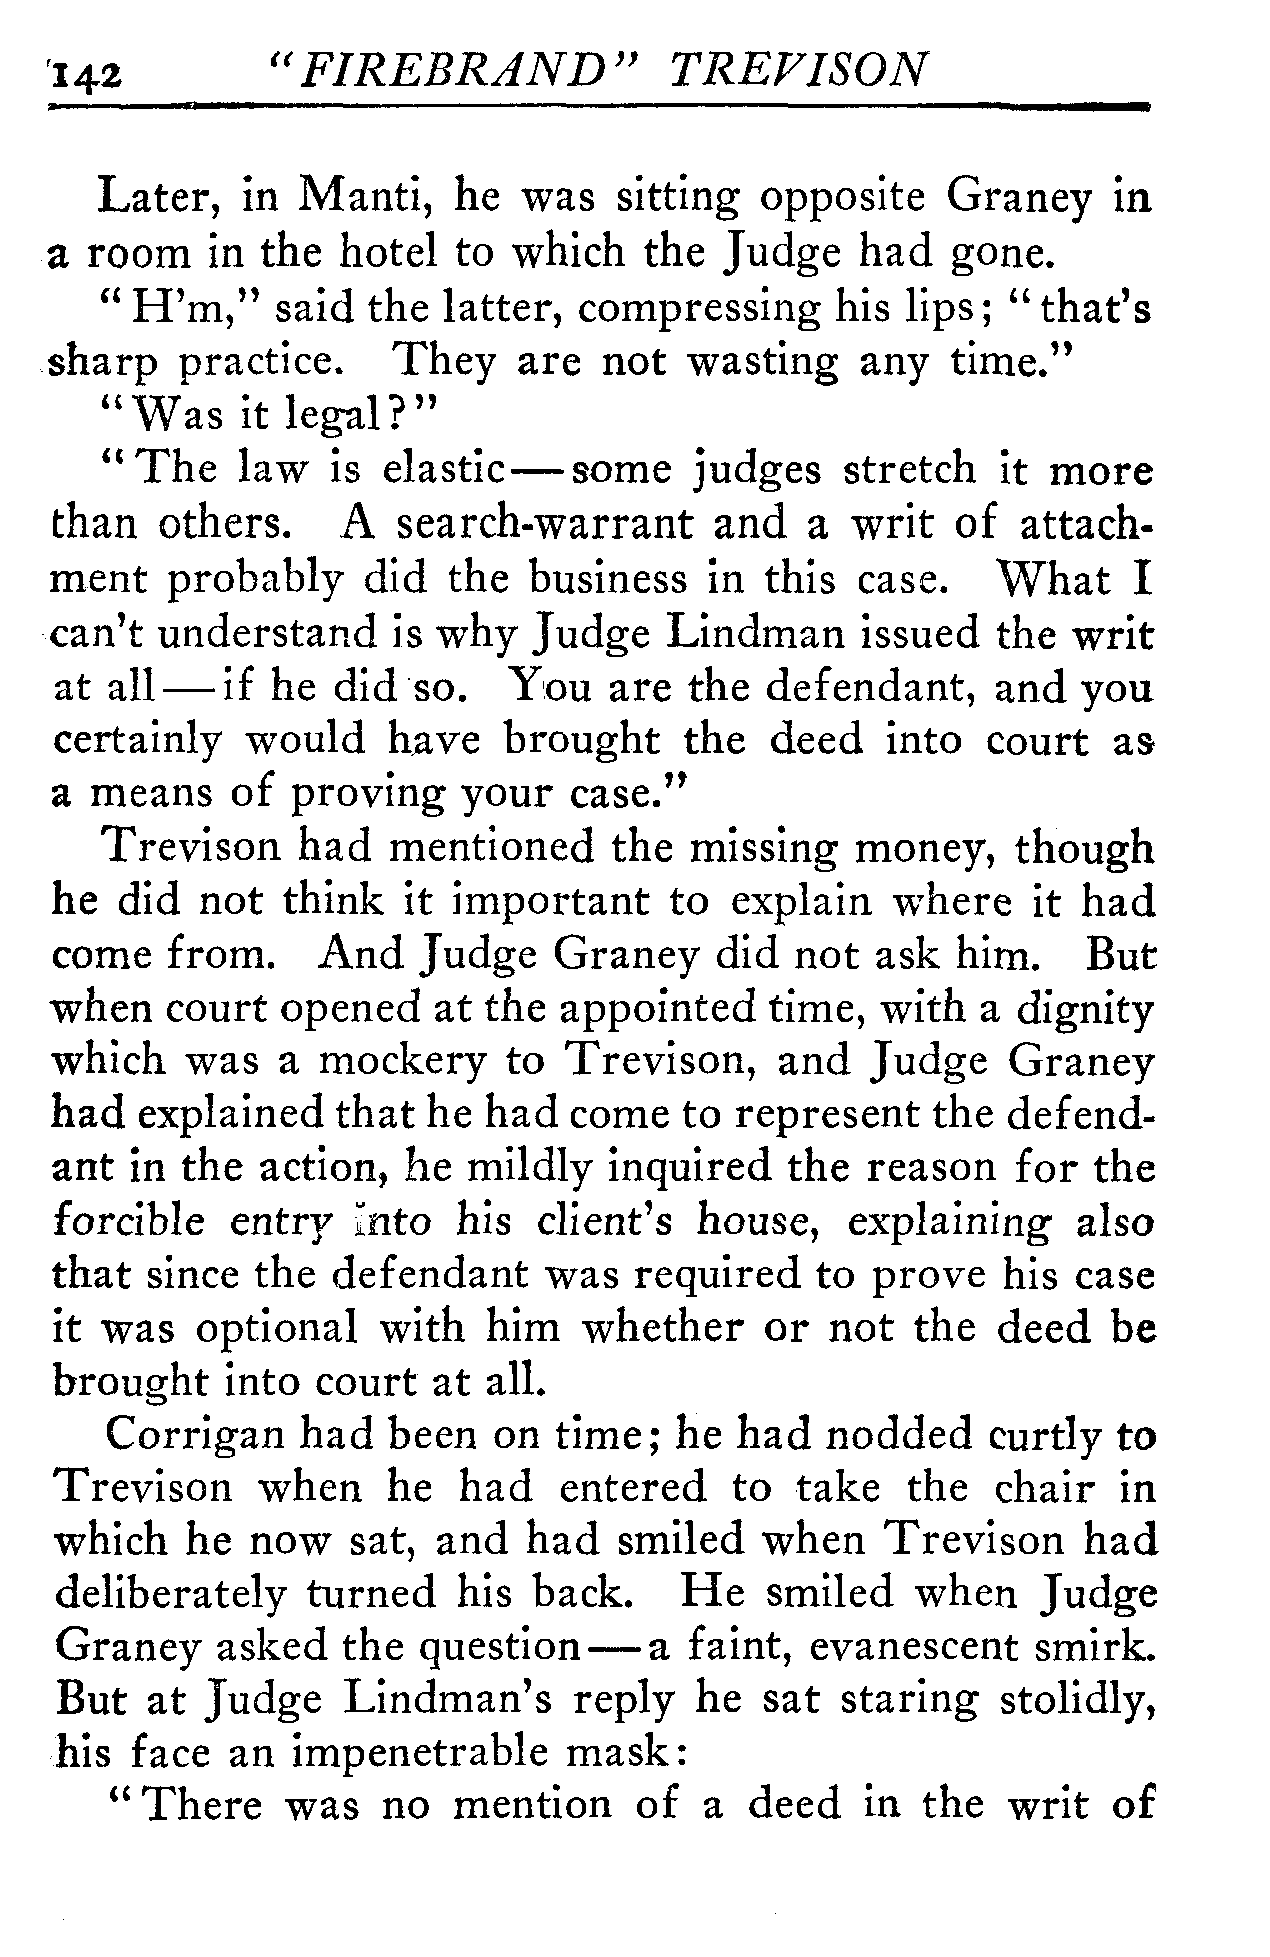 142 "FIREBRAND" TREVISON
Later, in Manti, he was sitting opposite Graney in
a room in the hotel to which the Judge had gone.
"H'm," said the latter, compressing his lips; "that's
sharp practice. They are not wasting any time."
"Was it legal?"
"The law is elastic—some judges stretch it more
than others. A search-warrant and a writ of attach-
ment probably did the business in this case. What I
can't understand is why Judge Lindman issued the writ
at all—if he did so. You are the defendant, and you
certainly would have brought the deed into court as
a means of proving your case."
Trevison had mentioned the missing money, though
he did not think it important to explain where it had
come from. And Judge Graney did not ask him. But
when court opened at the appointed time, with a dignity
which was a mockery to Trevison, and Judge Graney
had explained that he had come to represent the defend-
ant in the action, he mildly inquired the reason for the
forcible entry into his client's house, explaining also
that since the defendant was required to prove his case
it was optional with him whether or not the deed be
brought into court at all.
Corrigan had been on time; he had nodded curtly to
Trevison when he had entered to take the chair in
which he now sat, and had smiled when Trevison had
deliberately turned his back. He smiled when Judge
Graney asked the question—a faint, evanescent smirk.
But at Judge Lindman's reply he sat staring stolidly,
his face an impenetrable mask:
"There was no mention of a deed in the writ of